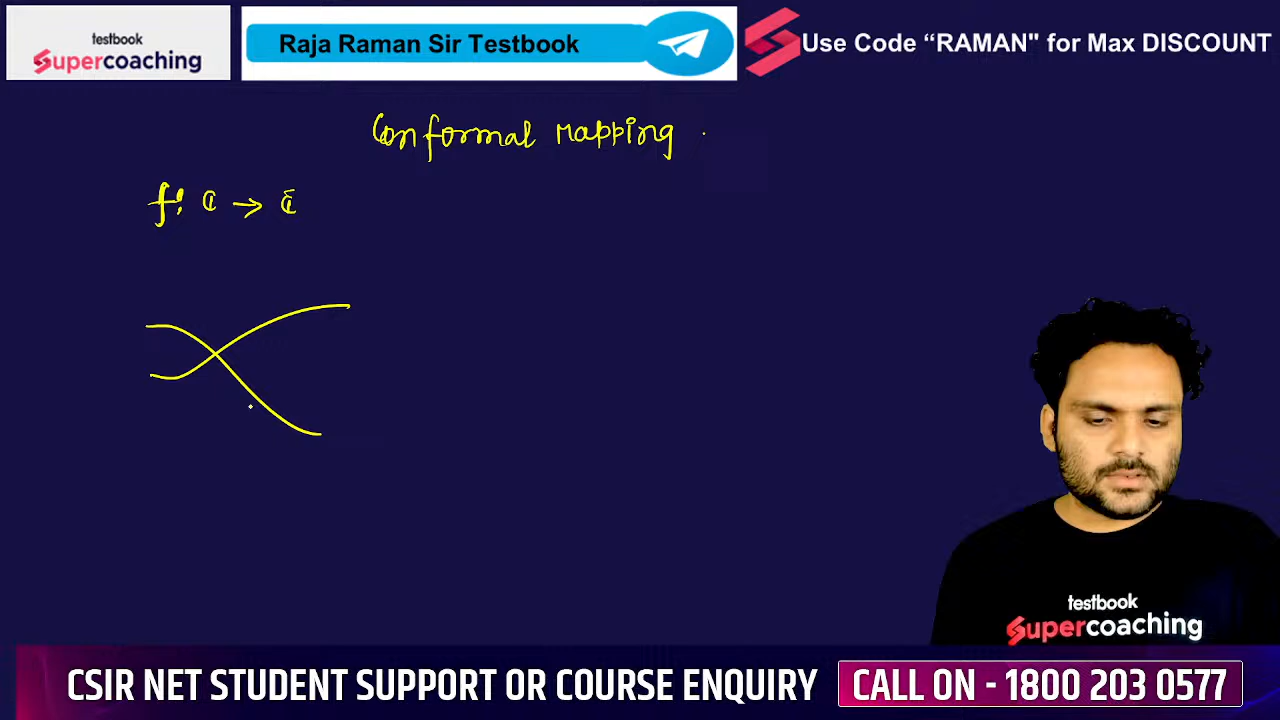 testbook
Supercoaching
Raja Raman Sir Testbook
Use Code “RAMAN" for Max DISCOUNT
Conformal Mapping .
f: ℂ → ℂ
testbook
Supercoaching
CSIR NET STUDENT SUPPORT OR COURSE ENQUIRY
CALL ON - 1800 203 0577